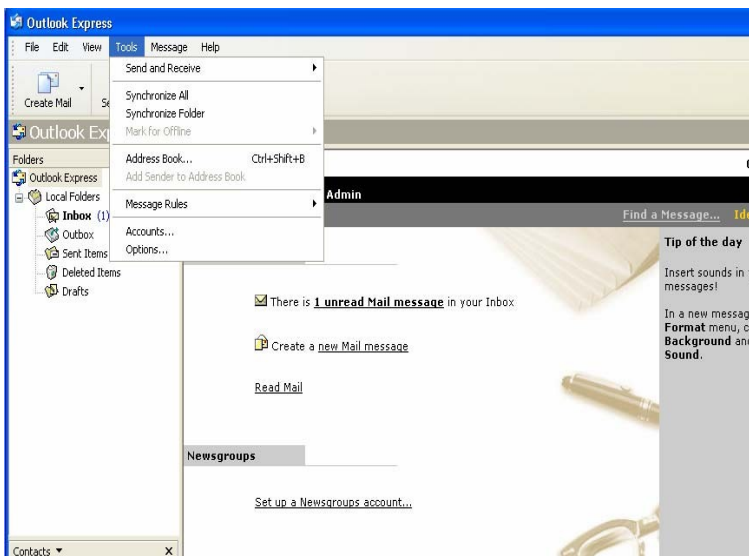 Outlook Express
File Edit View Tools Message Help
Send and Receive
Create Mail
Synchronize All
Synchronize Folder
Outlook
Mark for Offline
Folders
Address Book... Ctrl+Shift+B
Outlook Express
Add Sender to Address Book
Local Folders
Admin
Message Rules
Inbox (1)
Find a Message...
Outbox
Accounts...
Sent Items
Options...
Tip of the day
Deleted Items
Insert sounds in
messages!
Drafts
There is 1 unread Mail message in your Inbox
In a new
Format menu,
Create a new Mail message
Background
Sound.
Read Mail
Newsgroups
Set up a Newsgroups account...
Contacts